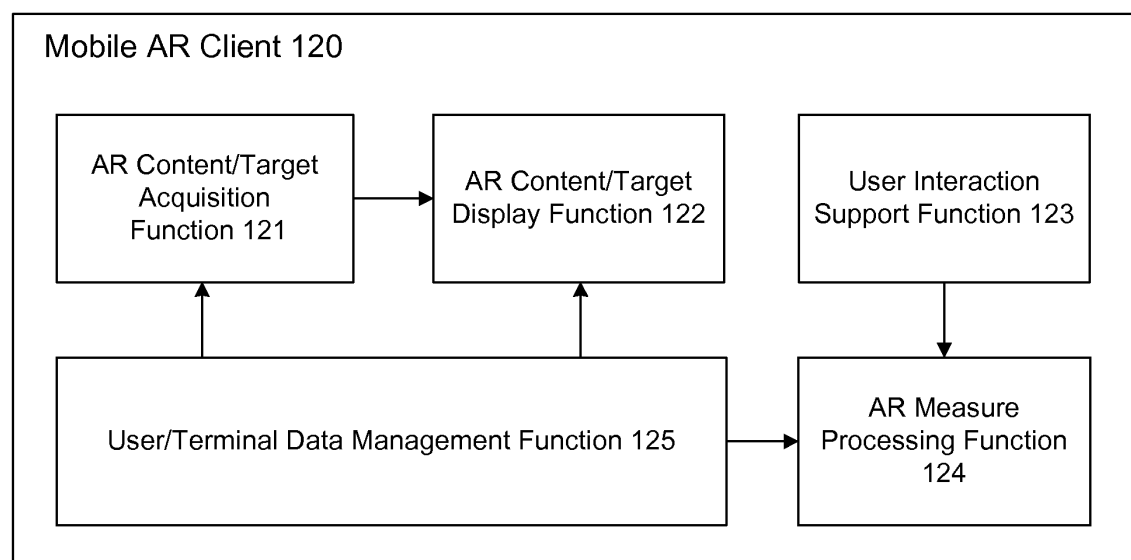 Mobile AR Client 120
AR Content/Target
Acquisition
Function 121
AR Content/Target
Display Function 122
User Interaction
Support Function 123
User/Terminal Data Management Function 125
AR Measure
Processing Function
124